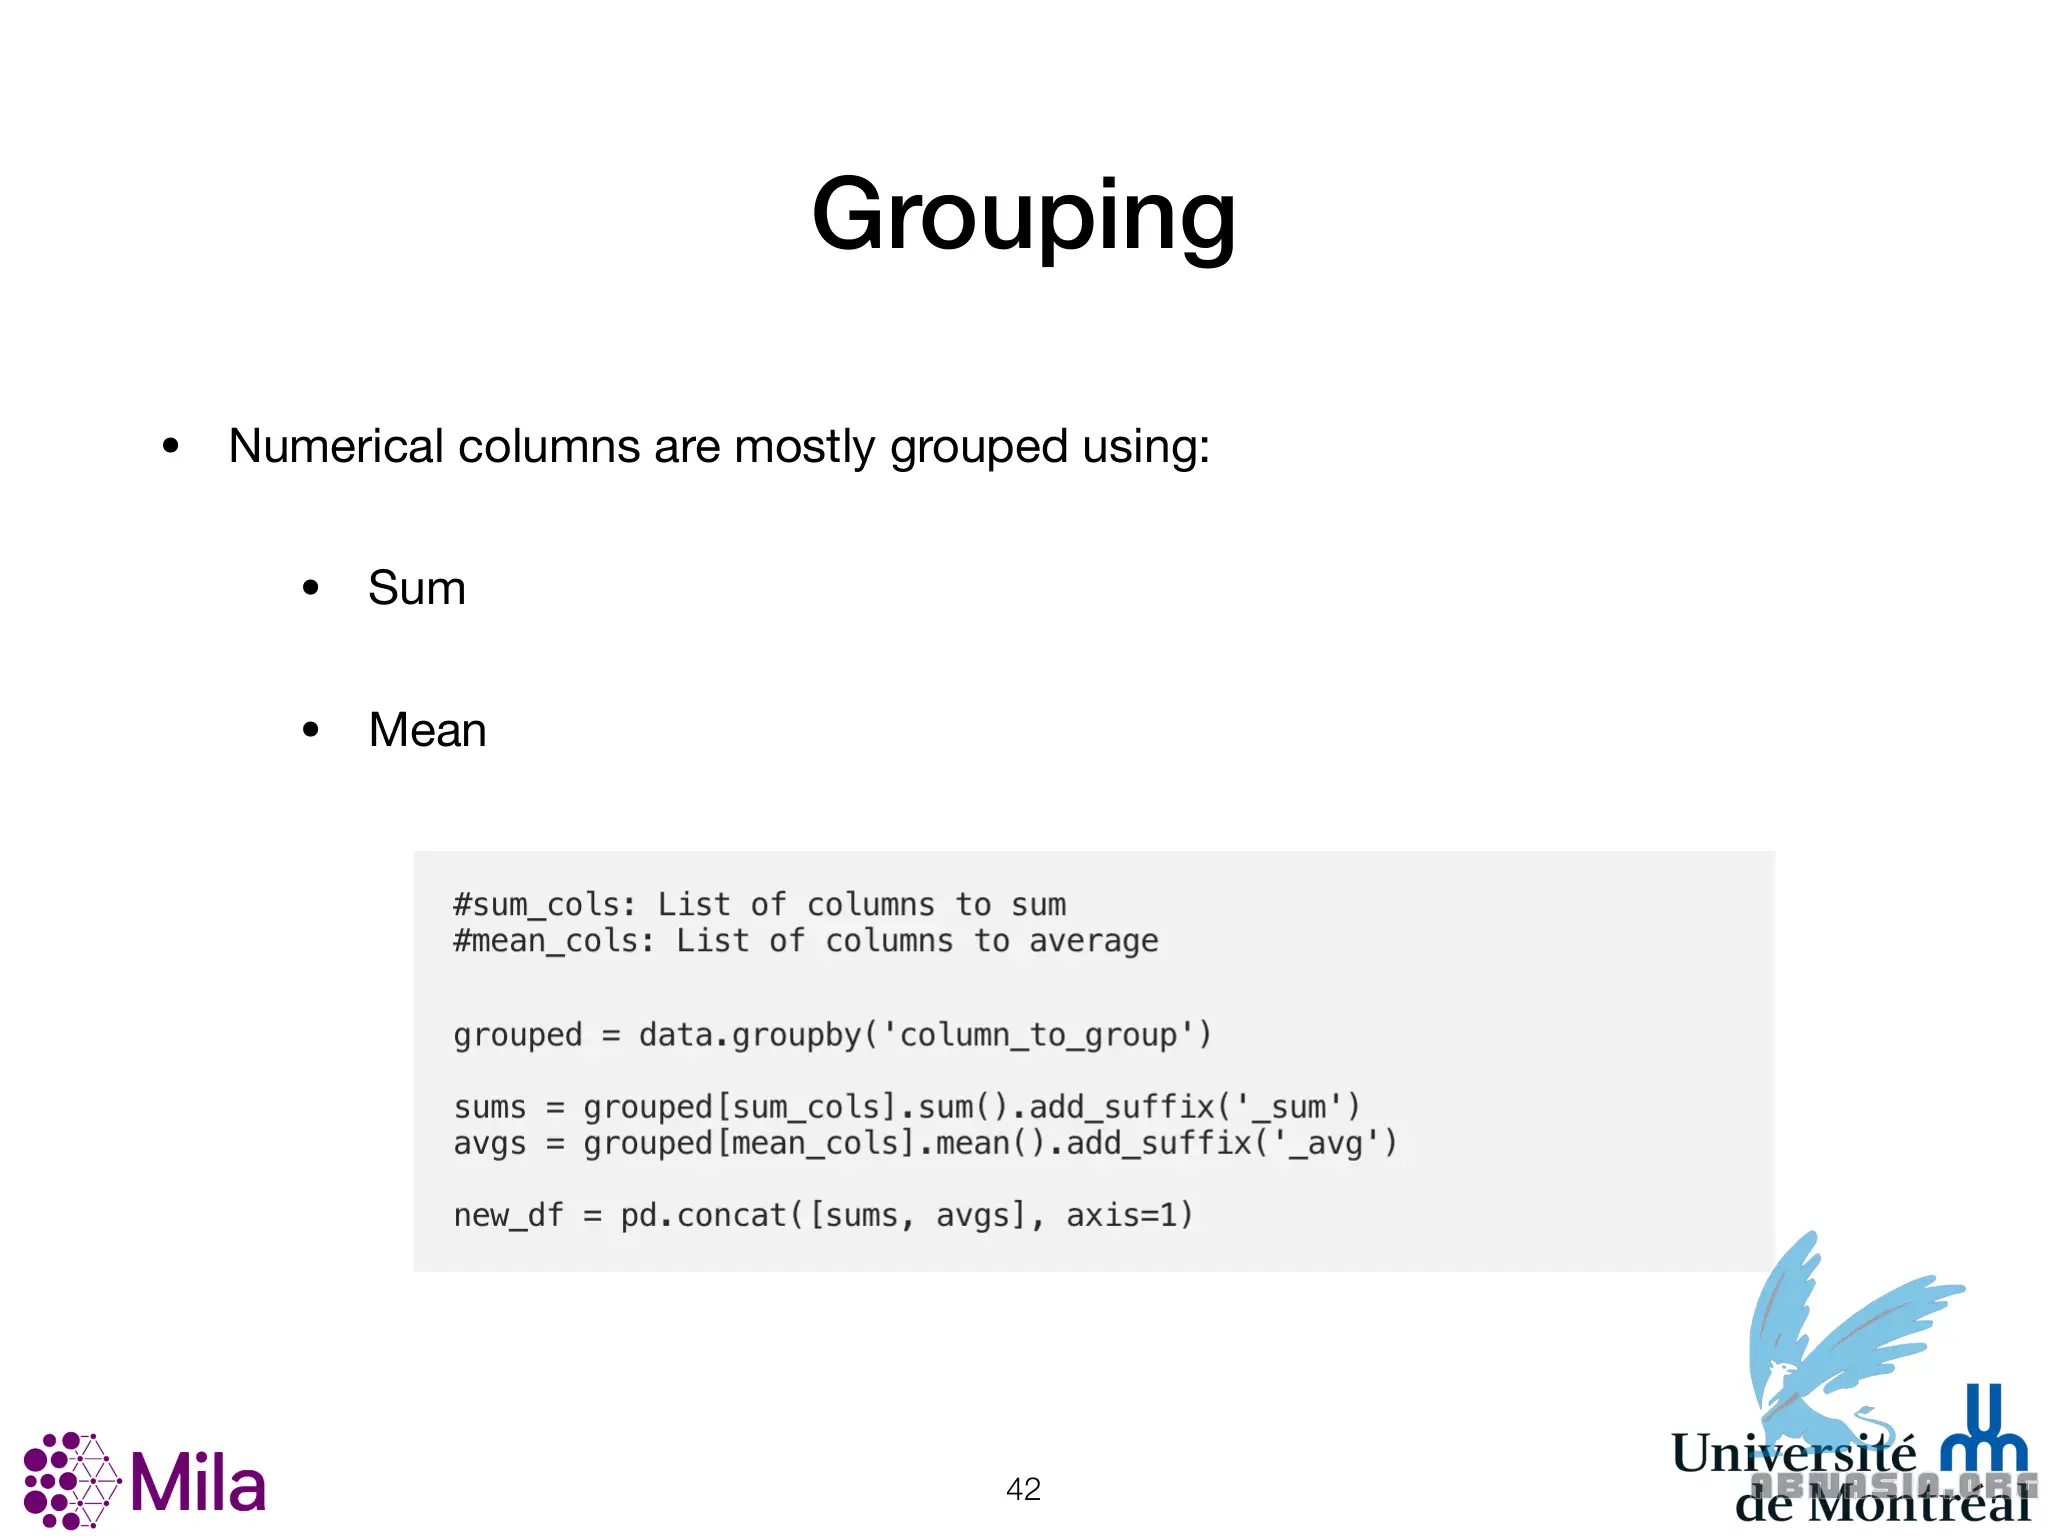 Grouping
• Numerical columns are mostly grouped using:
• Sum
• Mean
#sum_cols: List of columns to sum
#mean_cols: List of columns to average
grouped = data.groupby('column_to_group')
sums = grouped[sum_cols].sum().add_suffix('_sum')
avgs = grouped[mean_cols].mean().add_suffix('_avg')
new_df = pd.concat([sums, avgs], axis=1)
Mila
42
Université
de Montréal
ABNASIA.ORG